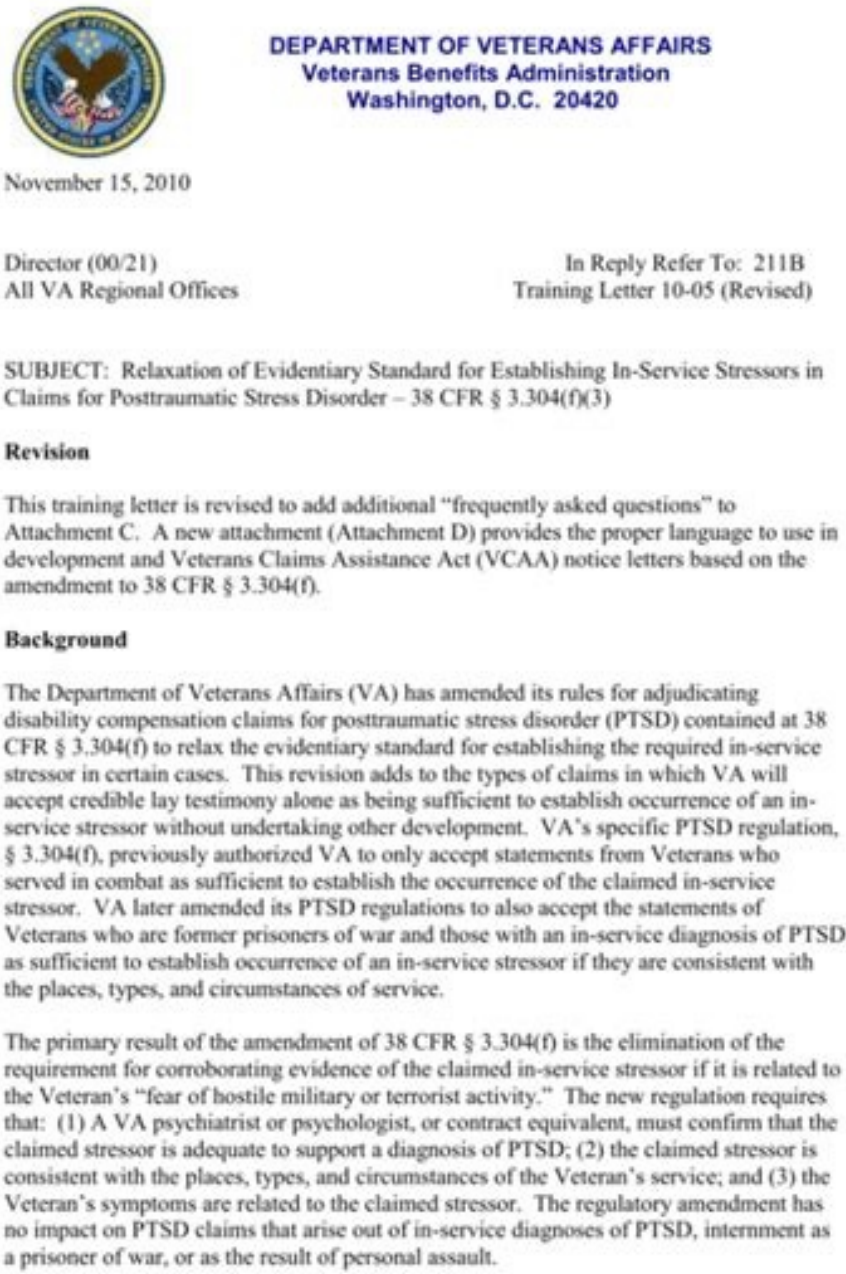 DEPARTMENT OF VETERANS AFFAIRS
Veterans Benefits Administration
Washington, D.C. 20420
November 15, 2010
Director (00/21) In Reply Refer To: 211B
All VA Regional Offices Training Letter 10-05 (Revised)
SUBJECT: Relaxation of Evidentiary Standard for Establishing In-Service Stressors in
Claims for Posttraumatic Stress Disorder – 38 CFR § 3.304(f)(3)
Revision
This training letter is revised to add additional “frequently asked questions” to
Attachment C. A new attachment (Attachment D) provides the proper language to use in
development and Veterans Claims Assistance Act (VCAA) notice letters based on the
amendment to 38 CFR § 3.304(f).
Background
The Department of Veterans Affairs (VA) has amended its rules for adjudicating
disability compensation claims for posttraumatic stress disorder (PTSD) contained at 38
CFR § 3.304(f) to relax the evidentiary standard for establishing the required in-service
stressor in certain cases. This revision adds to the types of claims in which VA will
accept credible lay testimony alone as being sufficient to establish occurrence of an in-
service stressor without undertaking other development. VA’s specific PTSD regulation,
§ 3.304(f), previously authorized VA to only accept statements from Veterans who
served in combat as sufficient to establish the occurrence of the claimed in-service
stressor. VA later amended its PTSD regulations to also accept the statements of
Veterans who are former prisoners of war and those with an in-service diagnosis of PTSD
as sufficient to establish occurrence of an in-service stressor if they are consistent with
the places, types, and circumstances of service.
The primary result of the amendment of 38 CFR § 3.304(f) is the elimination of the
requirement for corroborating evidence of the claimed in-service stressor if it is related to
the Veteran’s “fear of hostile military or terrorist activity.” The new regulation requires
that: (1) A VA psychiatrist or psychologist, or contract equivalent, must confirm that the
claimed stressor is adequate to support a diagnosis of PTSD; (2) the claimed stressor is
consistent with the places, types, and circumstances of the Veteran’s service; and (3) the
Veteran’s symptoms are related to the claimed stressor. The regulatory amendment has
no impact on PTSD claims that arise out of in-service diagnoses of PTSD, internment as
a prisoner of war, or as the result of personal assault.